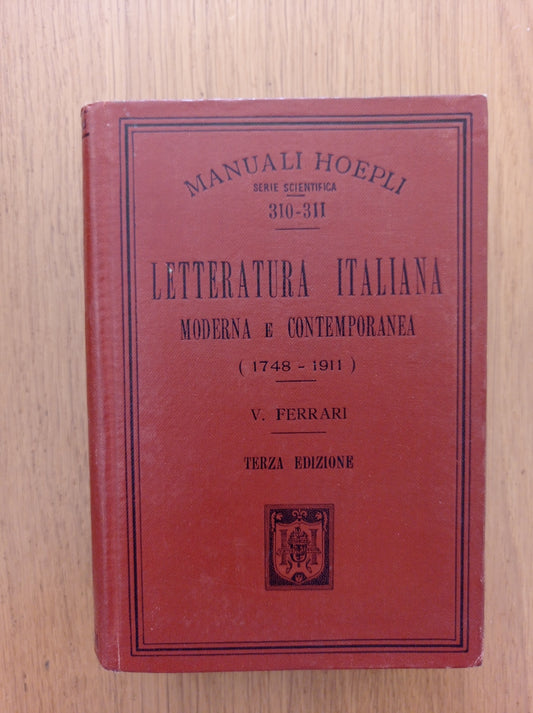 MANUALI HOEPLI
SERIE SCIENTIFICA
310-311
LETTERATURA ITALIANA
MODERNA E CONTEMPORANEA
( 1748 - 1911 )
V. FERRARI
TERZA EDIZIONE